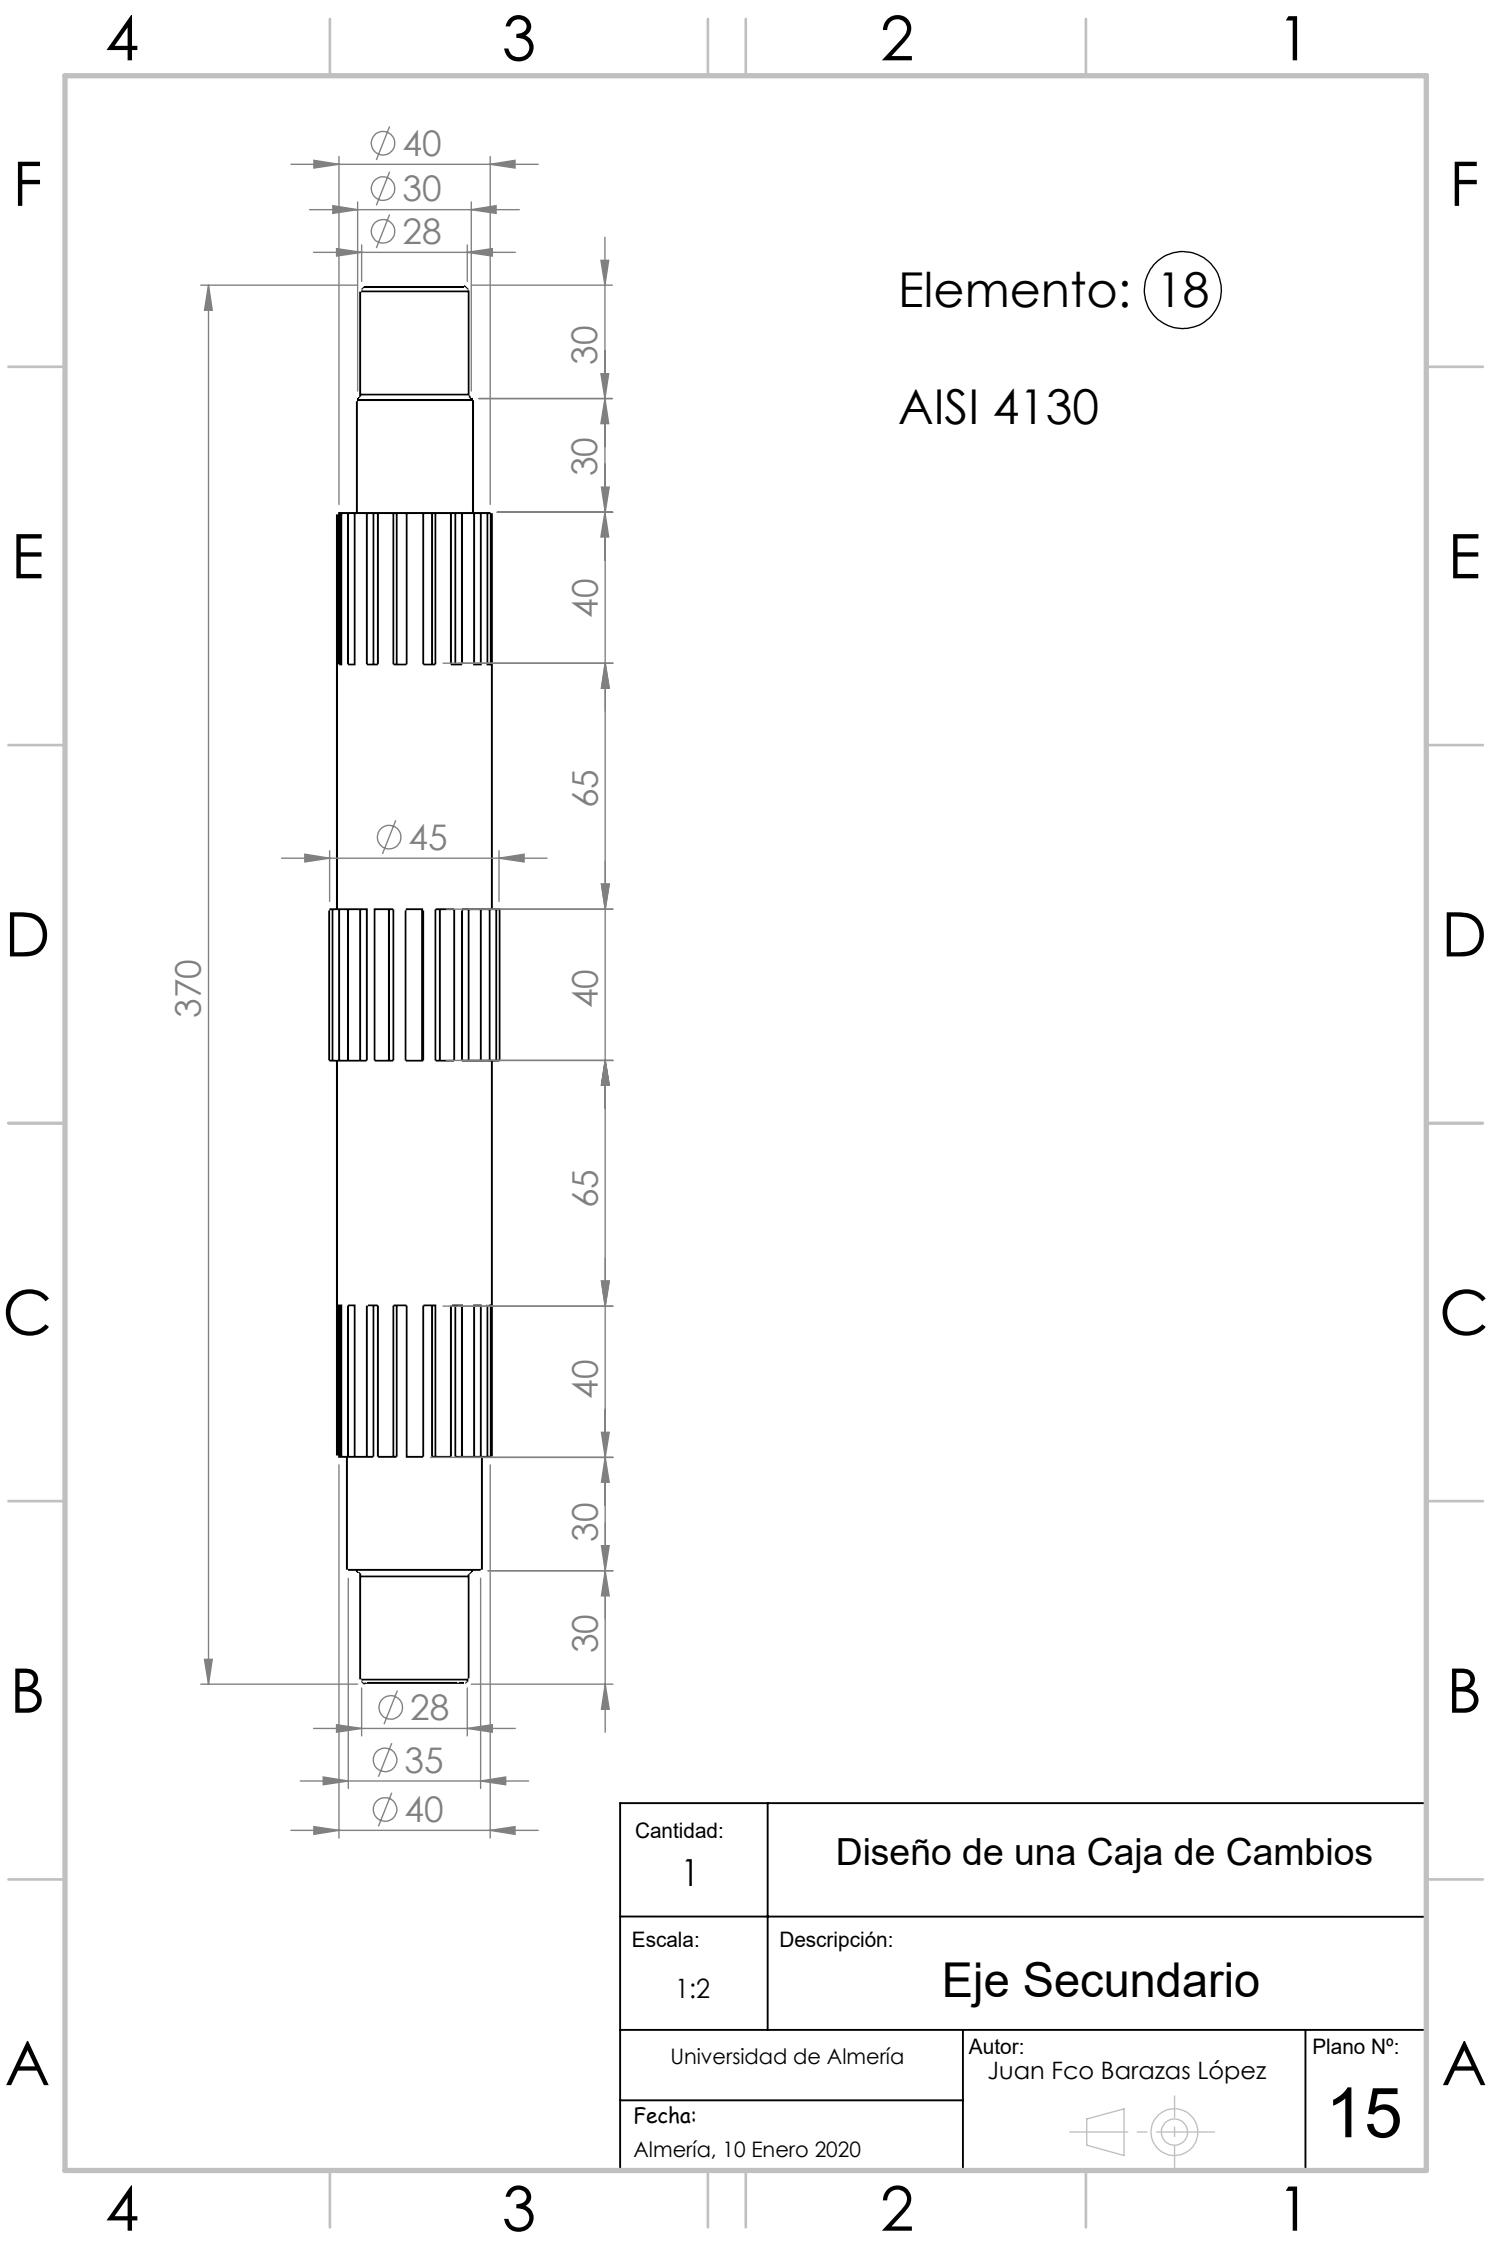 4 3 2 1
F F
E E
D D
C C
B B
A A
⌀40
⌀30
⌀28
30
30
40
65
⌀45
370
40
65
40
30
30
⌀28
⌀35
⌀40
Elemento: 18
AISI 4130
Cantidad:
1
Diseño de una Caja de Cambios
Escala:
1:2
Descripción:
Eje Secundario
Universidad de Almería
Fecha:
Almería, 10 Enero 2020
Autor:
Juan Fco Barazas López
Plano Nº:
15
4 3 2 1